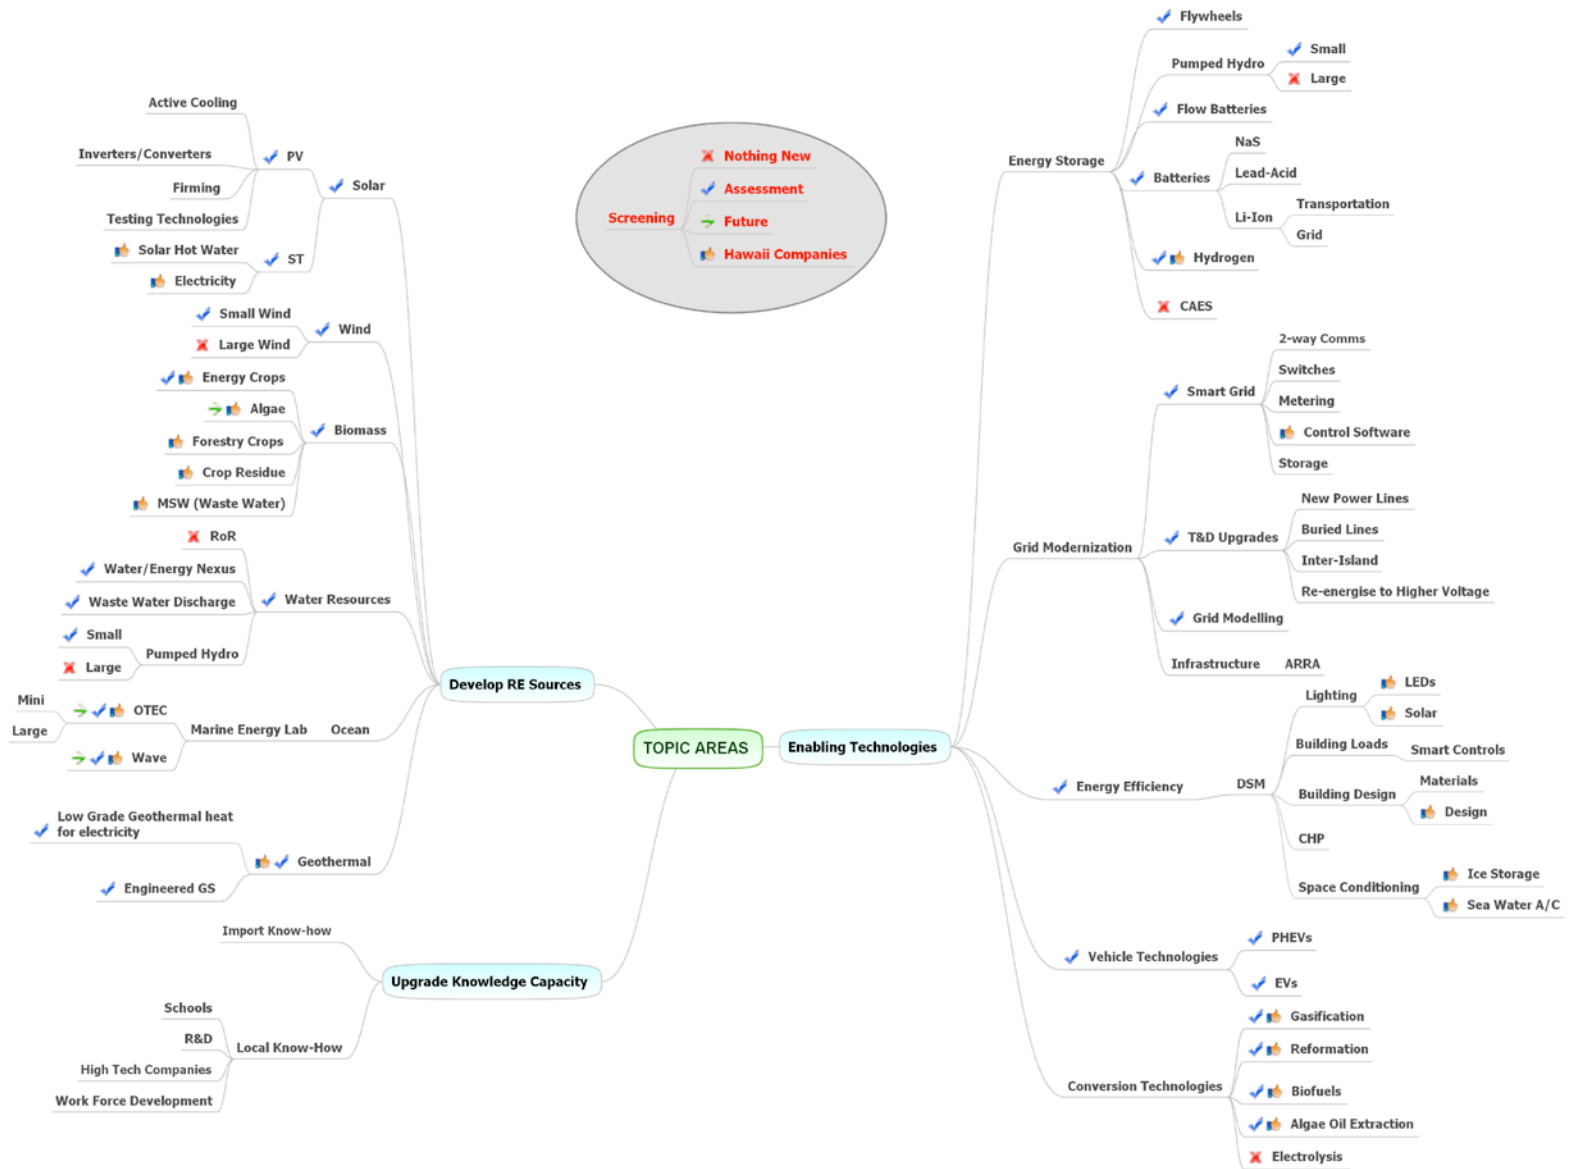 TOPIC AREAS
Screening
Nothing New
Assessment
Future
Hawaii Companies
Develop RE Sources
Solar
PV
Active Cooling
Inverters/Converters
Firming
Testing Technologies
ST
Solar Hot Water
Electricity
Wind
Small Wind
Large Wind
Biomass
Energy Crops
Algae
Forestry Crops
Crop Residue
MSW (Waste Water)
Water Resources
RoR
Water/Energy Nexus
Waste Water Discharge
Pumped Hydro
Small
Large
Ocean
Marine Energy Lab
OTEC
Mini
Large
Wave
Geothermal
Low Grade Geothermal heat
for electricity
Engineered GS
Upgrade Knowledge Capacity
Import Know-how
Local Know-How
Schools
R&D
High Tech Companies
Work Force Development
Enabling Technologies
Energy Storage
Flywheels
Pumped Hydro
Small
Large
Flow Batteries
Batteries
NaS
Lead-Acid
Li-Ion
Transportation
Grid
Hydrogen
CAES
Grid Modernization
Smart Grid
2-way Comms
Switches
Metering
Control Software
Storage
T&D Upgrades
New Power Lines
Buried Lines
Inter-Island
Re-energise to Higher Voltage
Grid Modelling
Infrastructure
ARRA
Energy Efficiency
DSM
Lighting
LEDs
Solar
Building Loads
Smart Controls
Building Design
Materials
Design
CHP
Space Conditioning
Ice Storage
Sea Water A/C
Vehicle Technologies
PHEVs
EVs
Conversion Technologies
Gasification
Reformation
Biofuels
Algae Oil Extraction
Electrolysis